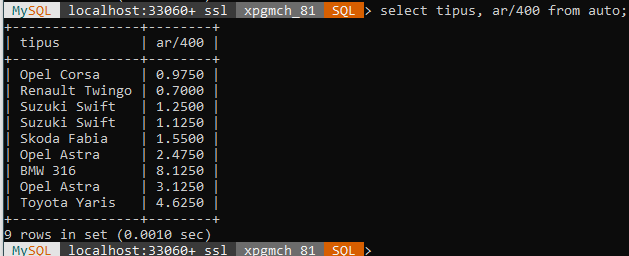 MySQL localhost:33060+ ssl xpgmch_81 SQL > select tipus, ar/400 from auto;
+----------------+--------+
| tipus          | ar/400 |
+----------------+--------+
| Opel Corsa     | 0.9750 |
| Renault Twingo | 0.7000 |
| Suzuki Swift   | 1.2500 |
| Suzuki Swift   | 1.1250 |
| Skoda Fabia    | 1.5500 |
| Opel Astra     | 2.4750 |
| BMW 316        | 8.1250 |
| Opel Astra     | 3.1250 |
| Toyota Yaris   | 4.6250 |
+----------------+--------+
9 rows in set (0.0010 sec)
MySQL localhost:33060+ ssl xpgmch_81 SQL >